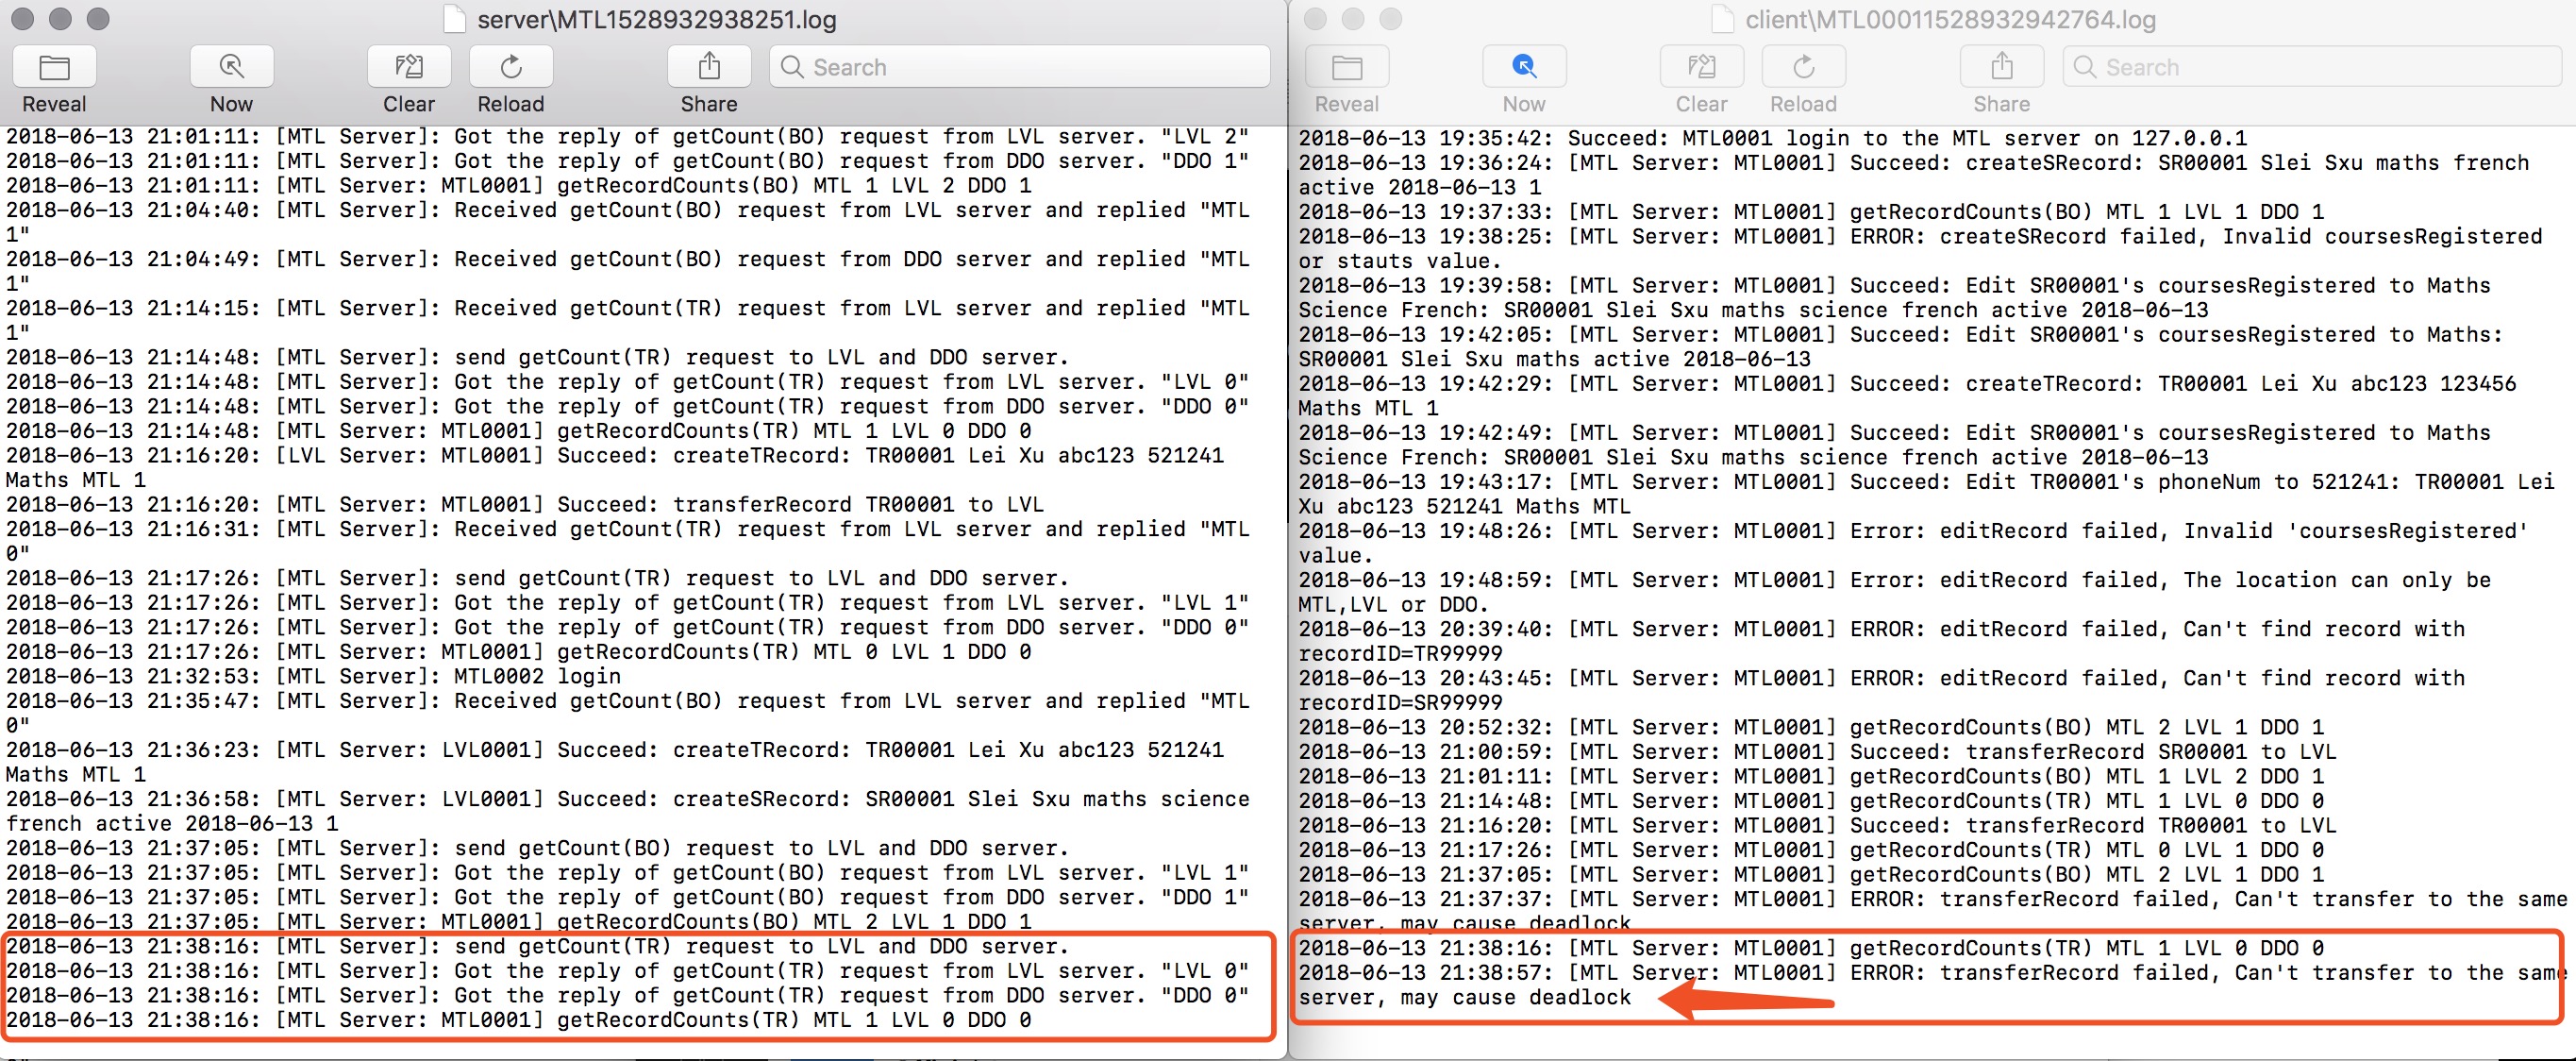 server\MTL1528932938251.log
Reveal
Now
Clear
Reload
Share
Search
2018-06-13 21:01:11: [MTL Server]: Got the reply of getCount(BO) request from LVL server. "LVL 2"
2018-06-13 21:01:11: [MTL Server]: Got the reply of getCount(BO) request from DDO server. "DDO 1"
2018-06-13 21:01:11: [MTL Server: MTL0001] getRecordCounts(BO) MTL 1 LVL 2 DDO 1
2018-06-13 21:04:40: [MTL Server]: Received getCount(BO) request from LVL server and replied "MTL
1"
2018-06-13 21:04:49: [MTL Server]: Received getCount(BO) request from DDO server and replied "MTL
1"
2018-06-13 21:14:15: [MTL Server]: Received getCount(TR) request from LVL server and replied "MTL
1"
2018-06-13 21:14:48: [MTL Server]: send getCount(TR) request to LVL and DDO server.
2018-06-13 21:14:48: [MTL Server]: Got the reply of getCount(TR) request from LVL server. "LVL 0"
2018-06-13 21:14:48: [MTL Server]: Got the reply of getCount(TR) request from DDO server. "DDO 0"
2018-06-13 21:14:48: [MTL Server: MTL0001] getRecordCounts(TR) MTL 1 LVL 0 DDO 0
2018-06-13 21:16:20: [LVL Server: MTL0001] Succeed: createTRecord: TR00001 Lei Xu abc123 521241
Maths MTL 1
2018-06-13 21:16:20: [MTL Server: MTL0001] Succeed: transferRecord TR00001 to LVL
2018-06-13 21:16:31: [MTL Server]: Received getCount(TR) request from LVL server and replied "MTL
0"
2018-06-13 21:17:26: [MTL Server]: send getCount(TR) request to LVL and DDO server.
2018-06-13 21:17:26: [MTL Server]: Got the reply of getCount(TR) request from LVL server. "LVL 1"
2018-06-13 21:17:26: [MTL Server]: Got the reply of getCount(TR) request from DDO server. "DDO 0"
2018-06-13 21:17:26: [MTL Server: MTL0001] getRecordCounts(TR) MTL 0 LVL 1 DDO 0
2018-06-13 21:32:53: [MTL Server]: MTL0002 login
2018-06-13 21:35:47: [MTL Server]: Received getCount(BO) request from LVL server and replied "MTL
0"
2018-06-13 21:36:23: [MTL Server: LVL0001] Succeed: createTRecord: TR00001 Lei Xu abc123 521241
Maths MTL 1
2018-06-13 21:36:58: [MTL Server: LVL0001] Succeed: createSRecord: SR00001 Slei Sxu maths science
french active 2018-06-13 1
2018-06-13 21:37:05: [MTL Server]: send getCount(BO) request to LVL and DDO server.
2018-06-13 21:37:05: [MTL Server]: Got the reply of getCount(BO) request from LVL server. "LVL 1"
2018-06-13 21:37:05: [MTL Server]: Got the reply of getCount(BO) request from DDO server. "DDO 1"
2018-06-13 21:37:05: [MTL Server: MTL0001] getRecordCounts(BO) MTL 2 LVL 1 DDO 1
2018-06-13 21:38:16: [MTL Server]: send getCount(TR) request to LVL and DDO server.
2018-06-13 21:38:16: [MTL Server]: Got the reply of getCount(TR) request from LVL server. "LVL 0"
2018-06-13 21:38:16: [MTL Server]: Got the reply of getCount(TR) request from DDO server. "DDO 0"
2018-06-13 21:38:16: [MTL Server: MTL0001] getRecordCounts(TR) MTL 1 LVL 0 DDO 0
client\MTL00011528932942764.log
Reveal
Now
Clear
Reload
Share
Search
2018-06-13 19:35:42: Succeed: MTL0001 login to the MTL server on 127.0.0.1
2018-06-13 19:36:24: [MTL Server: MTL0001] Succeed: createSRecord: SR00001 Slei Sxu maths french
active 2018-06-13 1
2018-06-13 19:37:33: [MTL Server: MTL0001] getRecordCounts(BO) MTL 1 LVL 1 DDO 1
2018-06-13 19:38:25: [MTL Server: MTL0001] ERROR: createSRecord failed, Invalid coursesRegistered
or stauts value.
2018-06-13 19:39:58: [MTL Server: MTL0001] Succeed: Edit SR00001's coursesRegistered to Maths
Science French: SR00001 Slei Sxu maths science french active 2018-06-13
2018-06-13 19:42:05: [MTL Server: MTL0001] Succeed: Edit SR00001's coursesRegistered to Maths:
SR00001 Slei Sxu maths active 2018-06-13
2018-06-13 19:42:29: [MTL Server: MTL0001] Succeed: createTRecord: TR00001 Lei Xu abc123 123456
Maths MTL 1
2018-06-13 19:42:49: [MTL Server: MTL0001] Succeed: Edit SR00001's coursesRegistered to Maths
Science French: SR00001 Slei Sxu maths science french active 2018-06-13
2018-06-13 19:43:17: [MTL Server: MTL0001] Succeed: Edit TR00001's phoneNum to 521241: TR00001 Lei
Xu abc123 521241 Maths MTL
2018-06-13 19:48:26: [MTL Server: MTL0001] Error: editRecord failed, Invalid 'coursesRegistered'
value.
2018-06-13 19:48:59: [MTL Server: MTL0001] Error: editRecord failed, The location can only be
MTL,LVL or DDO.
2018-06-13 20:39:40: [MTL Server: MTL0001] ERROR: editRecord failed, Can't find record with
recordID=TR99999
2018-06-13 20:43:45: [MTL Server: MTL0001] ERROR: editRecord failed, Can't find record with
recordID=SR99999
2018-06-13 20:52:32: [MTL Server: MTL0001] getRecordCounts(BO) MTL 2 LVL 1 DDO 1
2018-06-13 21:00:59: [MTL Server: MTL0001] Succeed: transferRecord SR00001 to LVL
2018-06-13 21:01:11: [MTL Server: MTL0001] getRecordCounts(BO) MTL 1 LVL 2 DDO 1
2018-06-13 21:14:48: [MTL Server: MTL0001] getRecordCounts(TR) MTL 1 LVL 0 DDO 0
2018-06-13 21:16:20: [MTL Server: MTL0001] Succeed: transferRecord TR00001 to LVL
2018-06-13 21:17:26: [MTL Server: MTL0001] getRecordCounts(TR) MTL 0 LVL 1 DDO 0
2018-06-13 21:37:05: [MTL Server: MTL0001] getRecordCounts(BO) MTL 2 LVL 1 DDO 1
2018-06-13 21:37:37: [MTL Server: MTL0001] ERROR: transferRecord failed, Can't transfer to the same
server, may cause deadlock
2018-06-13 21:38:16: [MTL Server: MTL0001] getRecordCounts(TR) MTL 1 LVL 0 DDO 0
2018-06-13 21:38:57: [MTL Server: MTL0001] ERROR: transferRecord failed, Can't transfer to the same
server, may cause deadlock